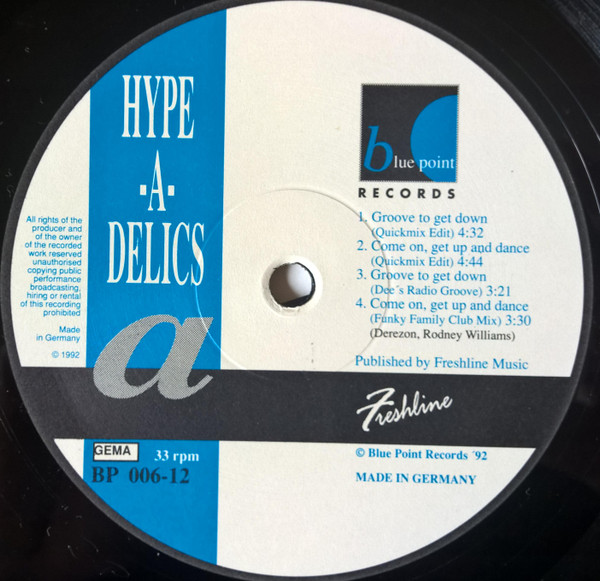 HYPE
-A-
DELICS
All rights of the
producer and
of the owner
of the recorded
work reserved
unauthorised
copying public
performance
broadcasting,
hiring or rental
of this recording
prohibited
Made
in Germany
© 1992
a
GEMA 33 rpm
BP 006-12
blue point
RECORDS
1. Groove to get down
(Quickmix Edit) 4:32
2. Come on, get up and dance
(Quickmix Edit) 4:44
3. Groove to get down
(Dee´s Radio Groove) 3:21
4. Come on, get up and dance
(Funky Family Club Mix) 3:30
(Derezon, Rodney Williams)
Published by Freshline Music
Freshline
© Blue Point Records ´92
MADE IN GERMANY